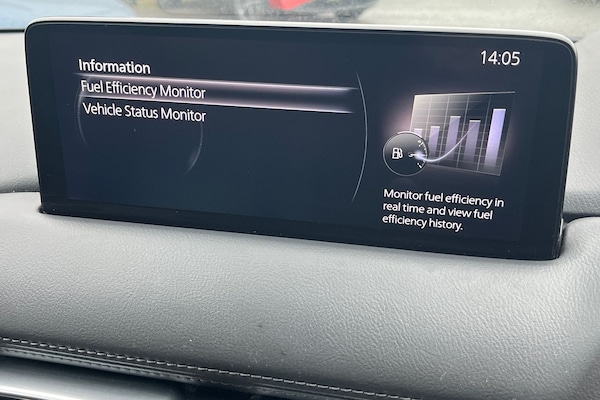 14:05
Information
Fuel Efficiency Monitor
Vehicle Status Monitor
Monitor fuel efficiency in
real time and view fuel
efficiency history.